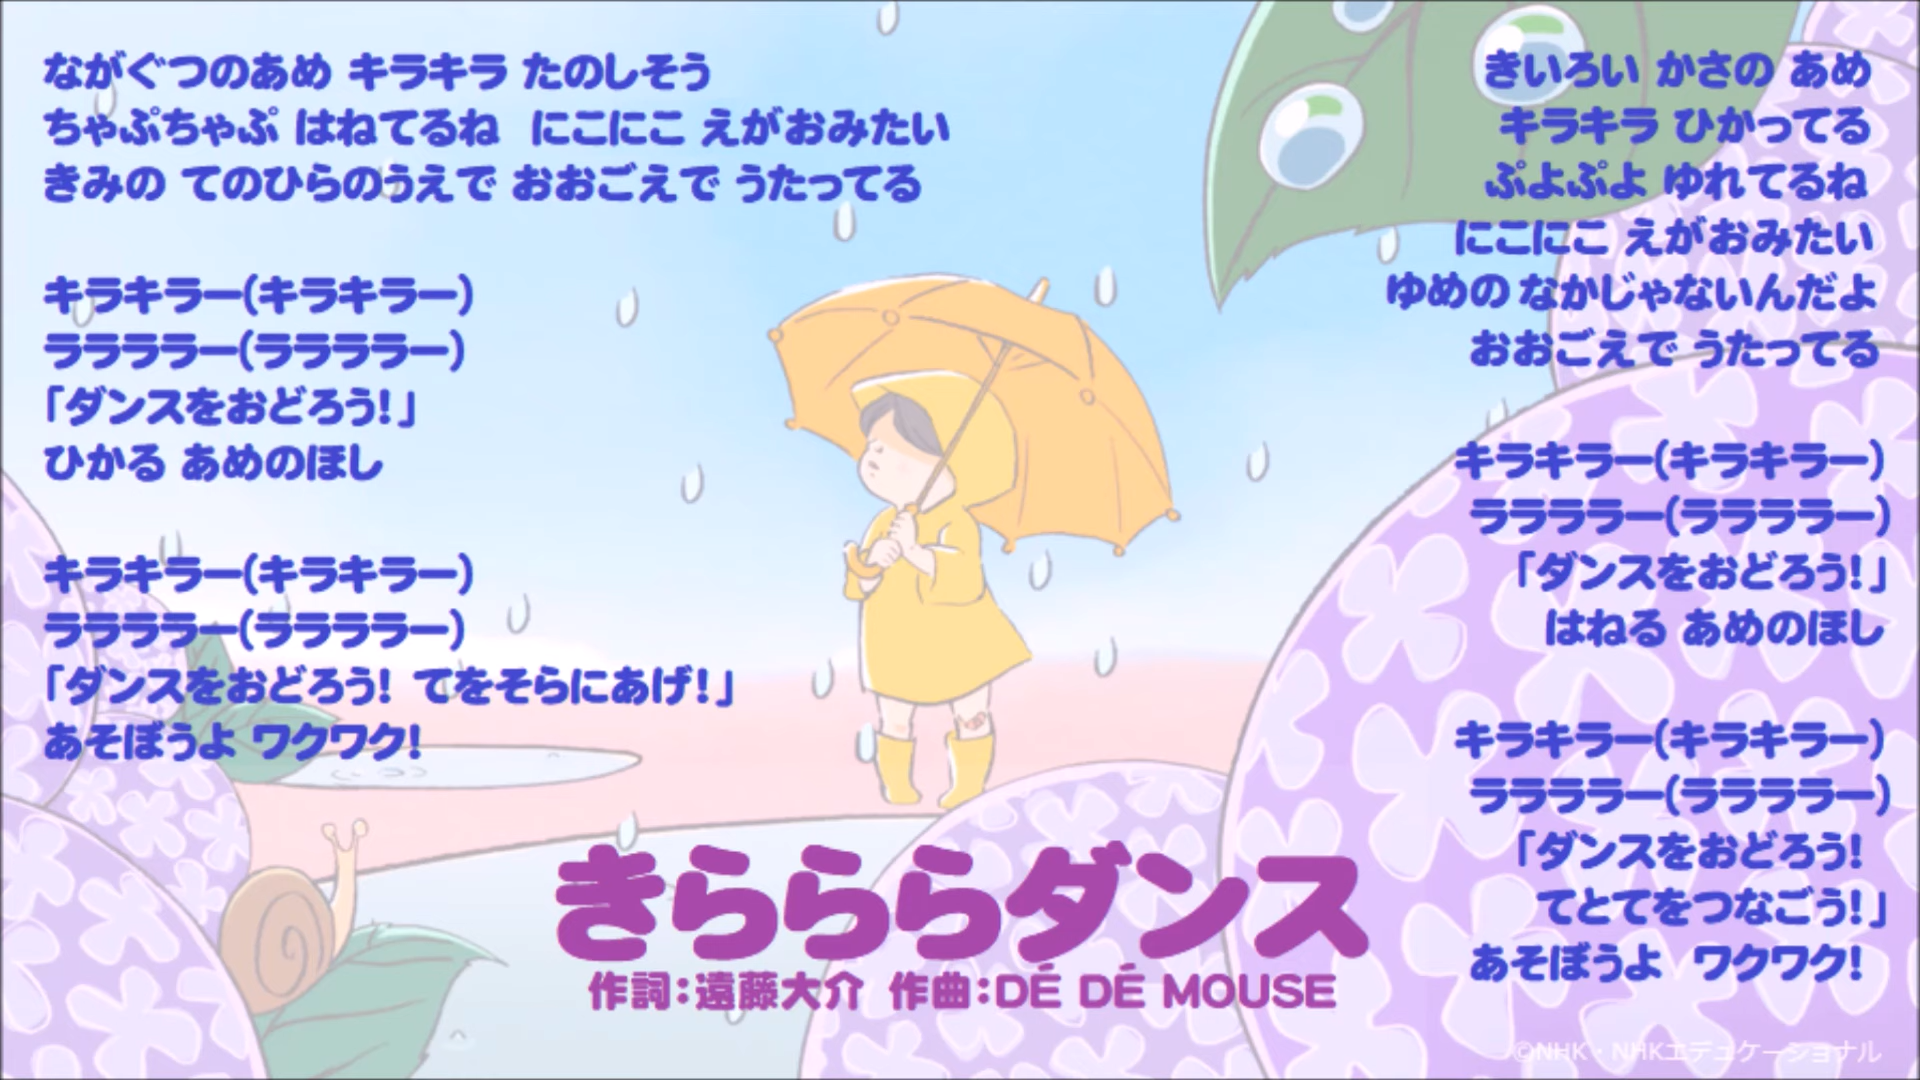 ながぐつのあめ キラキラ たのしそう
ちゃぷちゃぷ はねてるね にこにこ えがおみたい
きみの てのひらのうえで おおごえで うたってる
キラキラー(キラキラー)
ララララー(ララララー)
「ダンスをおどろう!」
ひかる あめのほし
キラキラー(キラキラー)
ララララー(ララララー)
「ダンスをおどろう! てをそらにあげ!」
あそぼうよ ワクワク!
きいろい かさの あめ
キラキラ ひかってる
ぷよぷよ ゆれてるね
にこにこ えがおみたい
ゆめの なかじゃないんだよ
おおごえで うたってる
キラキラー(キラキラー)
ララララー(ララララー)
「ダンスをおどろう!」
はねる あめのほし
キラキラー(キラキラー)
ララララー(ララララー)
「ダンスをおどろう!
てとてをつなごう!」
あそぼうよ ワクワク!
きらららダンス
作詞:遠藤大介 作曲:DÉ DÉ MOUSE
©NHK・NHKエデュケーショナル